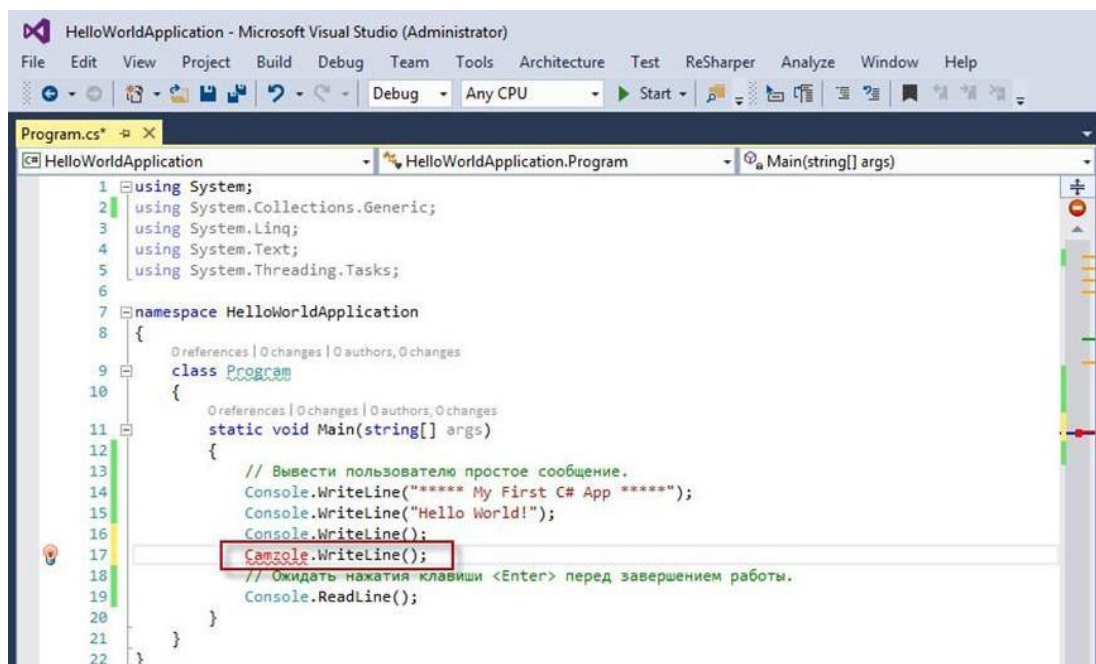 HelloWorldApplication - Microsoft Visual Studio (Administrator)
File Edit View Project Build Debug Team Tools Architecture Test ReSharper Analyze Window Help
Debug Any CPU Start
Program.cs*
C# HelloWorldApplication HelloWorldApplication.Program Main(string[] args)
1 using System;
2 using System.Collections.Generic;
3 using System.Linq;
4 using System.Text;
5 using System.Threading.Tasks;
6
7 namespace HelloWorldApplication
8 {
0 references | 0 changes | 0 authors, 0 changes
9 class Program
10 {
0 references | 0 changes | 0 authors, 0 changes
11 static void Main(string[] args)
12 {
13 // Вывести пользователю простое сообщение.
14 Console.WriteLine("***** My First C# App *****");
15 Console.WriteLine("Hello World!");
16 Console.WriteLine();
17 Camzole.WriteLine();
18 // Ожидать нажатия клавиши <Enter> перед завершением работы.
19 Console.ReadLine();
20 }
21 }
22 }